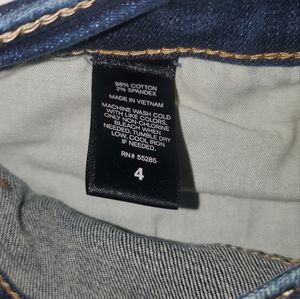 98% COTTON
2% SPANDEX
MADE IN VIETNAM
MACHINE WASH COLD
WITH LIKE COLORS.
ONLY NON-CHLORINE
BLEACH WHEN
NEEDED. TUMBLE DRY
LOW. COOL IRON
IF NEEDED.
RN# 55285
4